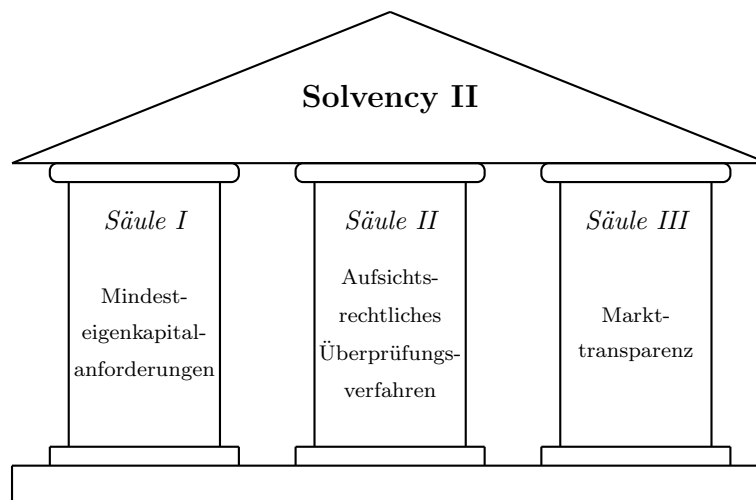 Solvency II
Säule I
Mindest-
eigenkapital-
anforderungen
Säule II
Aufsichts-
rechtliches
Überprüfungs-
verfahren
Säule III
Markt-
transparenz